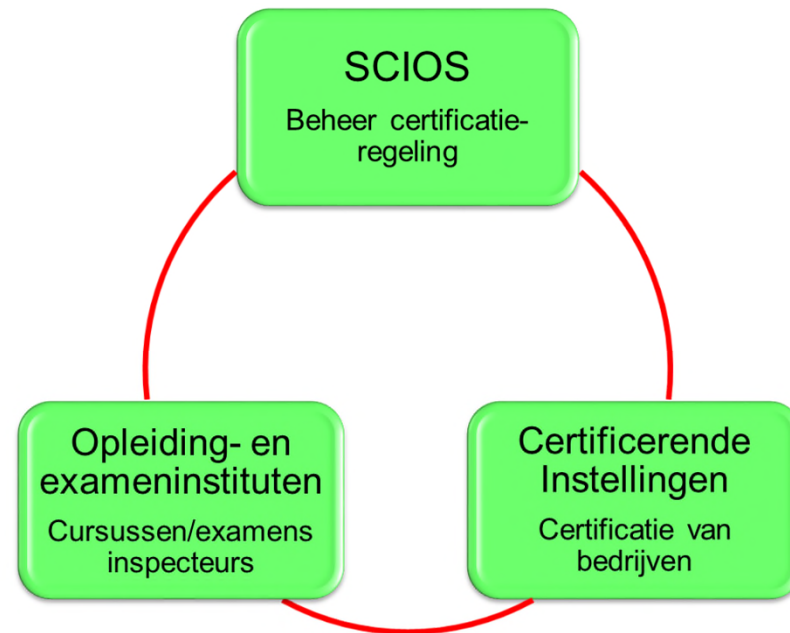 SCIOS
Beheer certificatie-
regeling
Opleiding- en
exameninstituten
Cursussen/examens
inspecteurs
Certificerende
Instellingen
Certificatie van
bedrijven